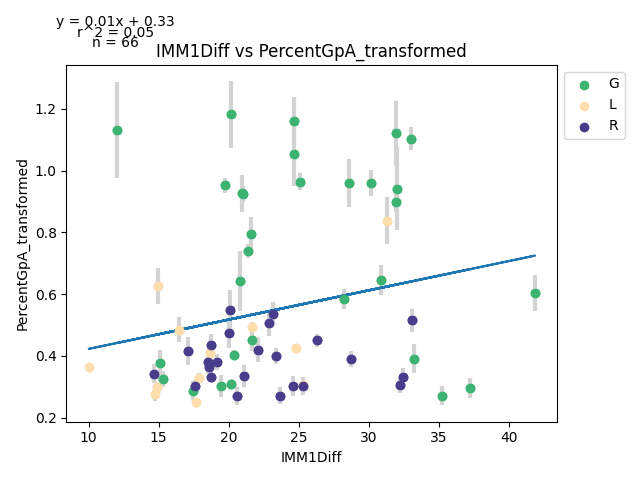 y = 0.01x + 0.33
r^2 = 0.05
n = 66
IMM1Diff vs PercentGpA_transformed
G
L
R
PercentGpA_transformed
1.2
1.0
0.8
0.6
0.4
0.2
10 15 20 25 30 35 40
IMM1Diff